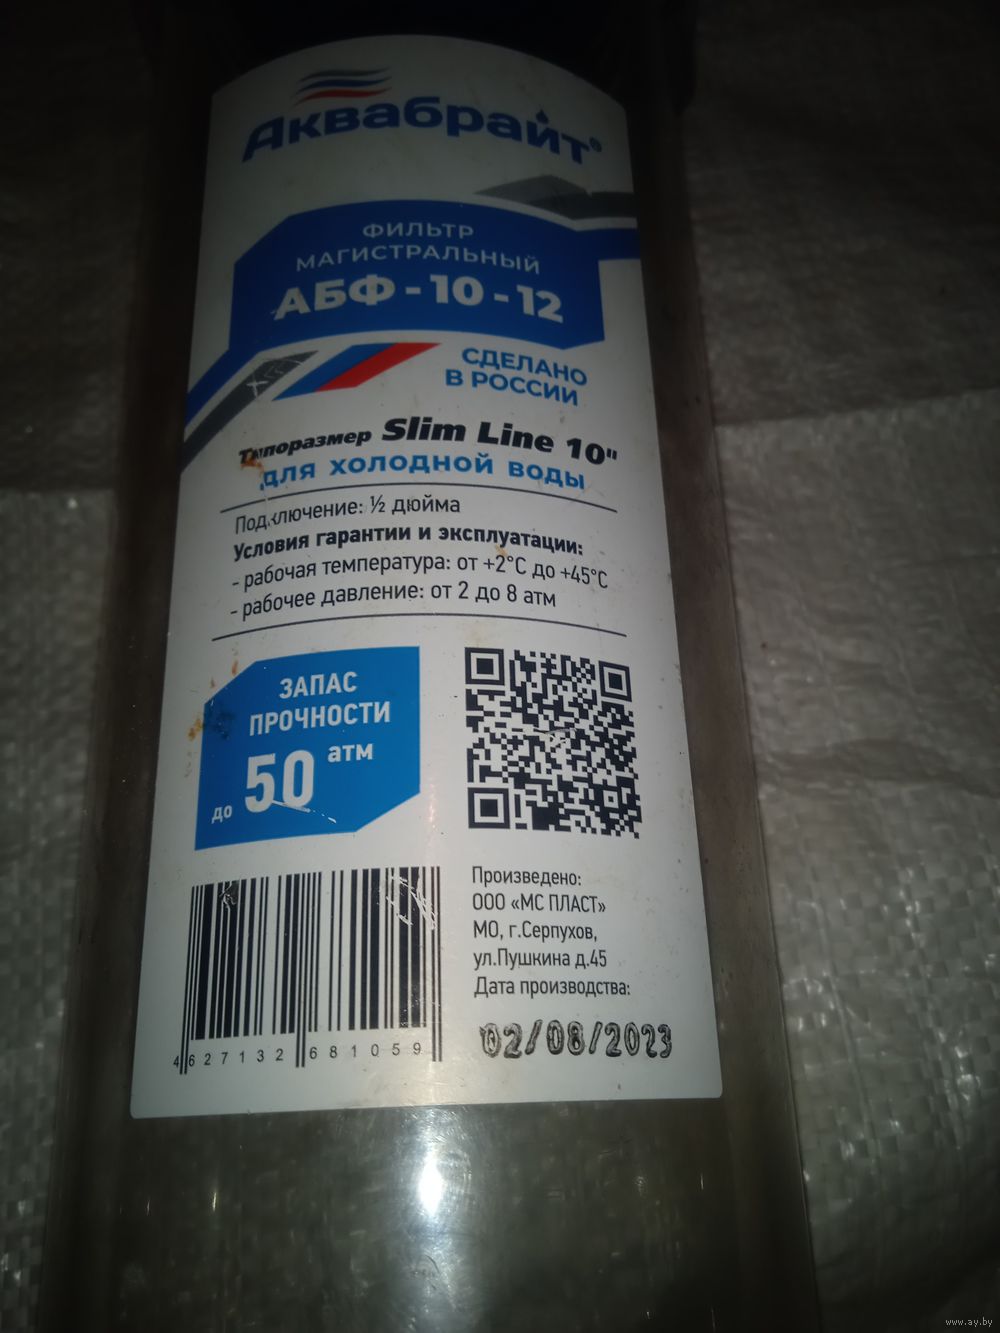 Аквабрайт®
ФИЛЬТР
МАГИСТРАЛЬНЫЙ
АБФ - 10 - 12
СДЕЛАНО
В РОССИИ
Типоразмер Slim Line 10"
для холодной воды
Подключение: ½ дюйма
Условия гарантии и эксплуатации:
- рабочая температура: от +2°С до +45°С
- рабочее давление: от 2 до 8 атм
ЗАПАС
ПРОЧНОСТИ
до 50 атм
Произведено:
ООО «МС ПЛАСТ»
МО, г.Серпухов,
ул.Пушкина д.45
Дата производства:
02/08/2023
4 627132 681059
www.ay.by